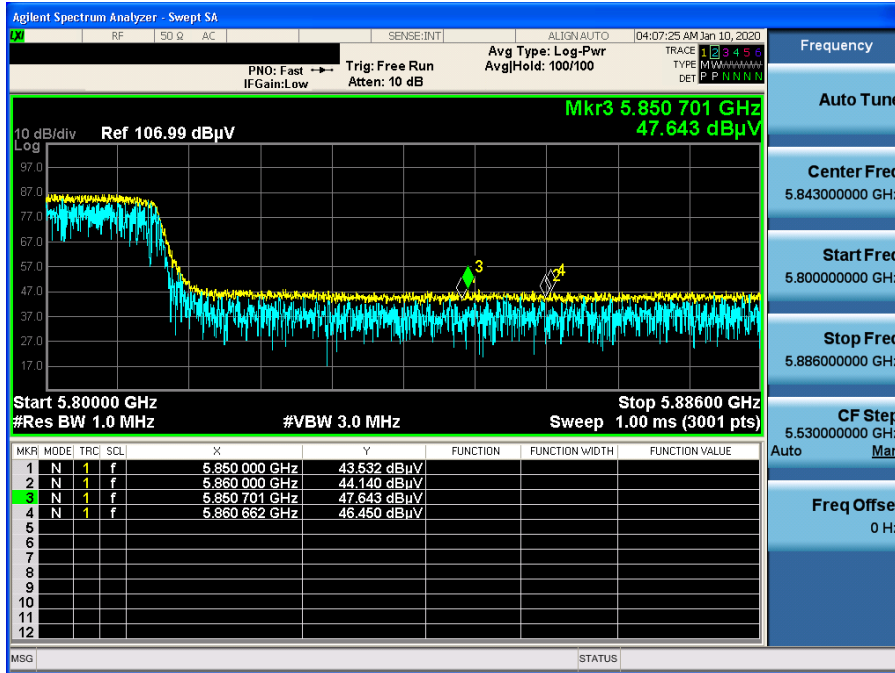 Agilent Spectrum Analyzer - Swept SA
LXI RF 50 Ω AC SENSE:INT ALIGN AUTO 04:07:25 AM Jan 10, 2020
PNO: Fast Trig: Free Run Avg Type: Log-Pwr TRACE 1 2 3 4 5 6
IFGain:Low Atten: 10 dB Avg|Hold: 100/100 TYPE M
DET P P N N N N
Mkr3 5.850 701 GHz
47.643 dBµV
10 dB/div Ref 106.99 dBµV
Log
97.0
87.0
77.0
67.0
57.0
47.0
37.0
27.0
17.0
3
2
4
Start 5.80000 GHz Stop 5.88600 GHz
#Res BW 1.0 MHz #VBW 3.0 MHz Sweep 1.00 ms (3001 pts)
MKR MODE TRC SCL X Y FUNCTION FUNCTION WIDTH FUNCTION VALUE
1 N 1 f 5.850 000 GHz 43.532 dBµV
2 N 1 f 5.860 000 GHz 44.140 dBµV
3 N 1 f 5.850 701 GHz 47.643 dBµV
4 N 1 f 5.860 662 GHz 46.450 dBµV
5
6
7
8
9
10
11
12
MSG STATUS
Frequency
Auto Tune
Center Freq
5.843000000 GHz
Start Freq
5.800000000 GHz
Stop Freq
5.886000000 GHz
CF Step
5.530000000 GHz
Auto Man
Freq Offse
0 Hz